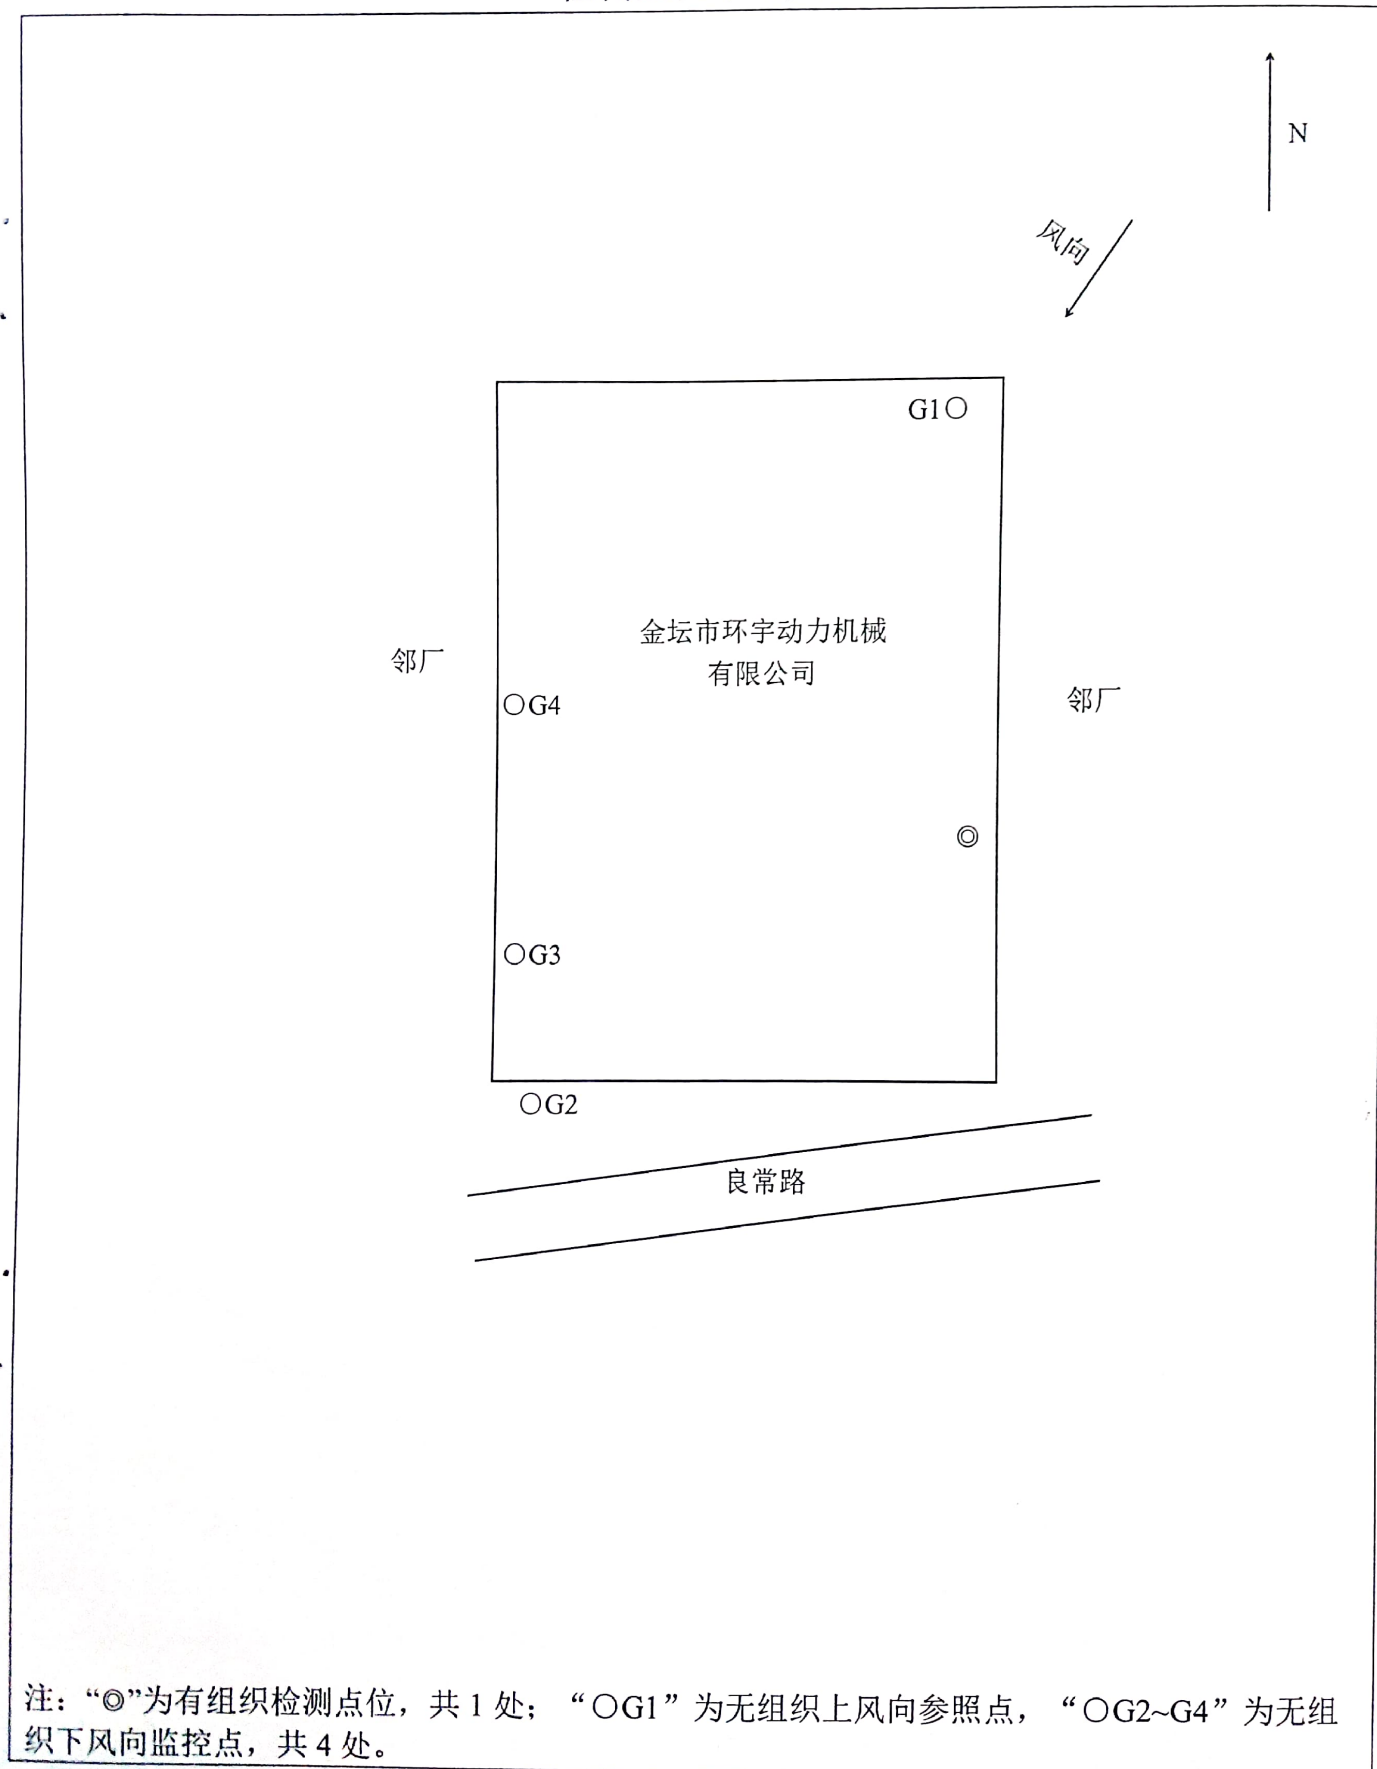 N
风向
G1○
金坛市环宇动力机械
有限公司
邻厂
○G4
邻厂
◎
○G3
○G2
良常路
注：“◎”为有组织检测点位，共 1 处；“○G1”为无组织上风向参照点，“○G2~G4”为无组
织下风向监控点，共 4 处。